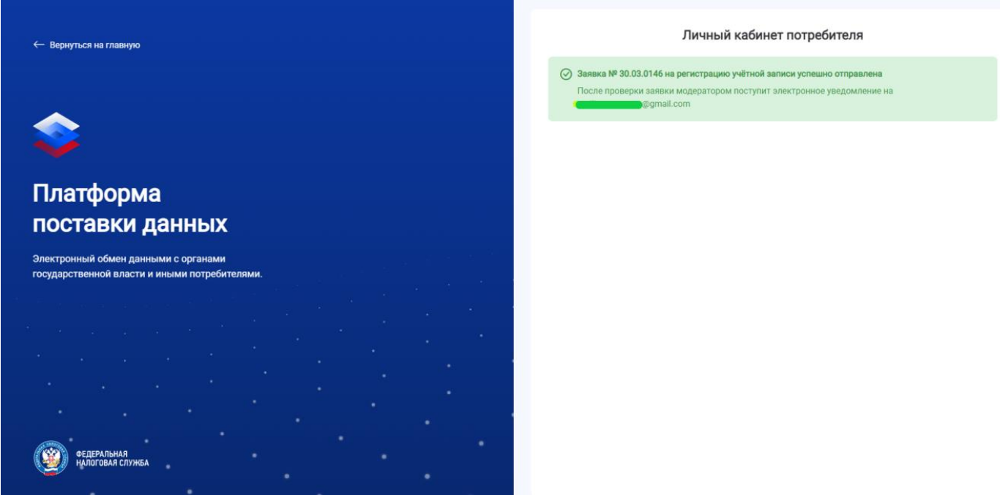 ← Вернуться на главную
Платформа
поставки данных
Электронный обмен данными с органами
государственной власти и иными потребителями.
ФЕДЕРАЛЬНАЯ
НАЛОГОВАЯ СЛУЖБА
Личный кабинет потребителя
Заявка № 30.03.0146 на регистрацию учётной записи успешно отправлена
После проверки заявки модератором поступит электронное уведомление на
@gmail.com